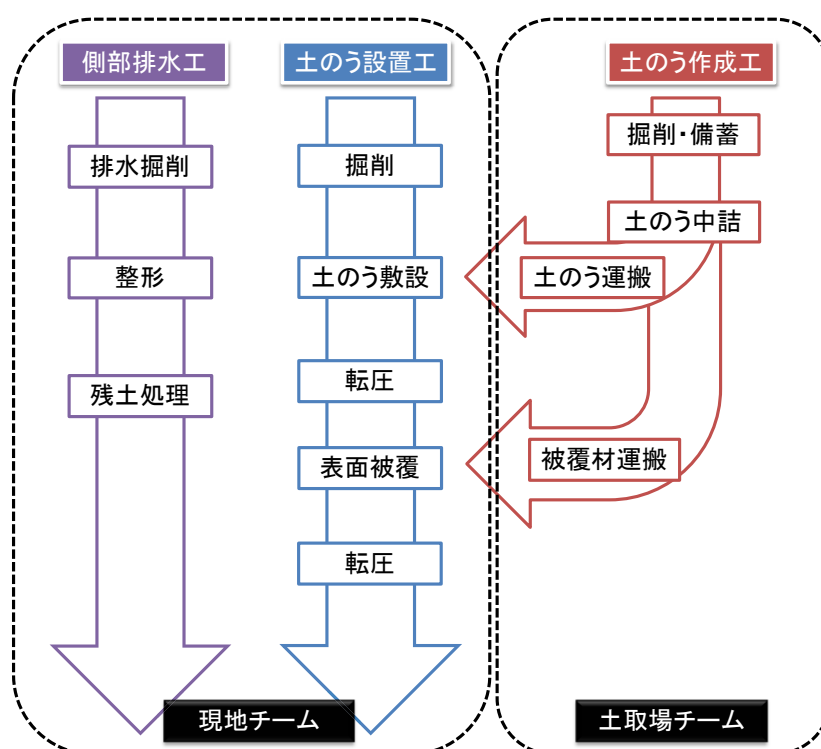 側部排水工
排水掘削
整形
残土処理
土のう設置工
掘削
土のう敷設
転圧
表面被覆
転圧
現地チーム
土のう作成工
掘削・備蓄
土のう中詰
土のう運搬
被覆材運搬
土取場チーム